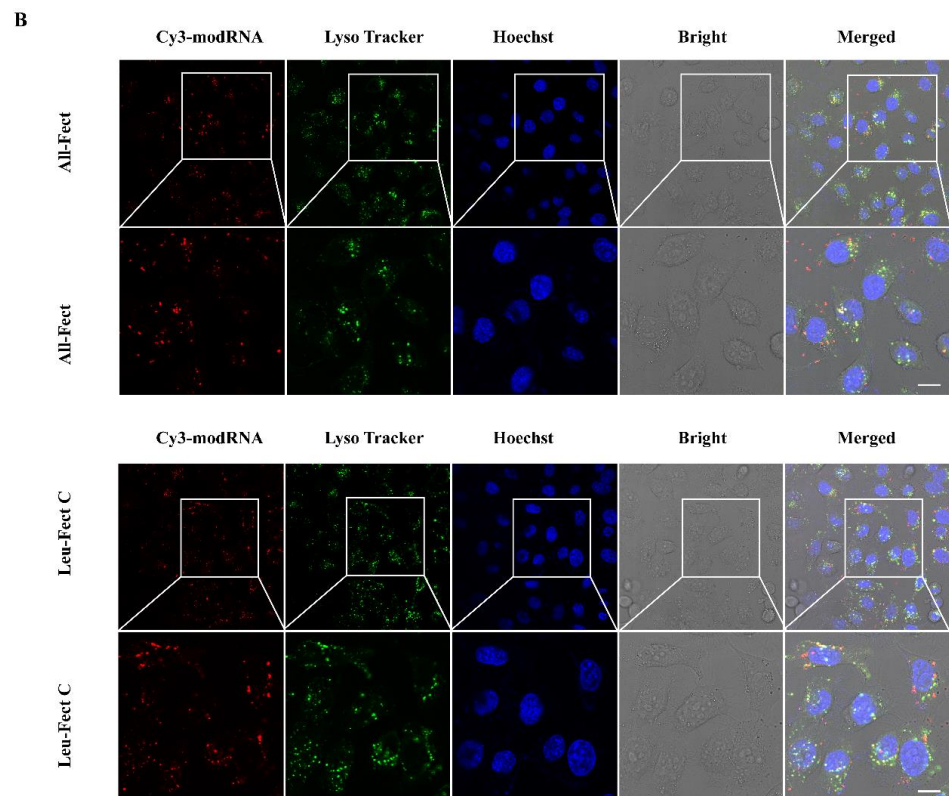 B
Cy3-modRNA Lyso Tracker Hoechst Bright Merged
All-Fect
All-Fect
Cy3-modRNA Lyso Tracker Hoechst Bright Merged
Leu-Fect C
Leu-Fect C